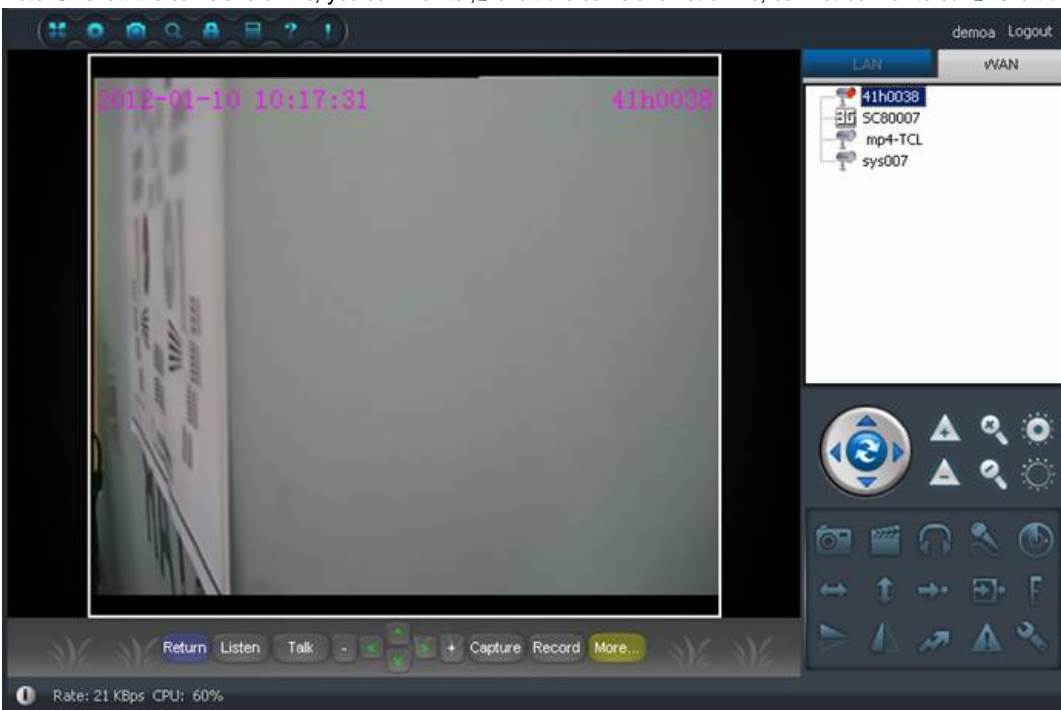 demoa Logout
LAN WAN
2012-01-10 10:17:31 41h0038
41h0038
SC80007
mp4-TCL
sys007
Return Listen Talk - < ^ v > + Capture Record More...
Rate: 21 KBps CPU: 60%